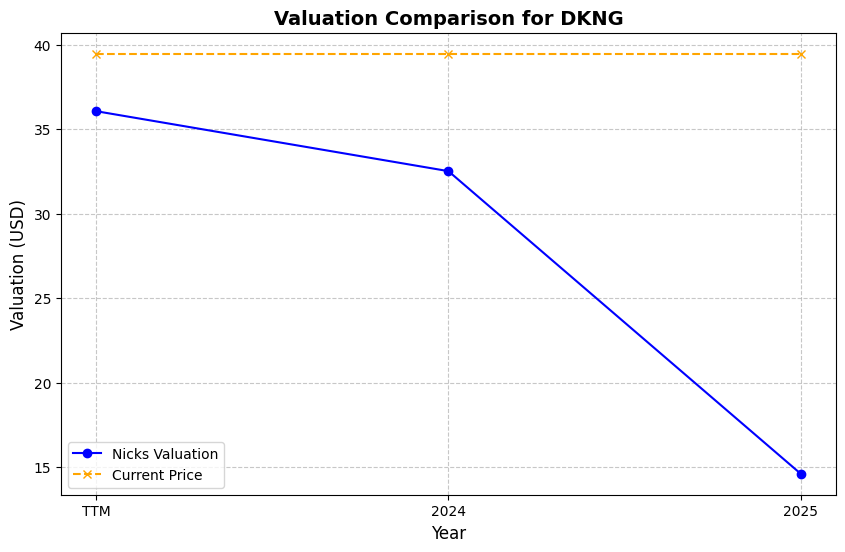 Valuation Comparison for DKNG
Valuation (USD)
40
35
30
25
20
15
Nicks Valuation
Current Price
TTM
2024
2025
Year